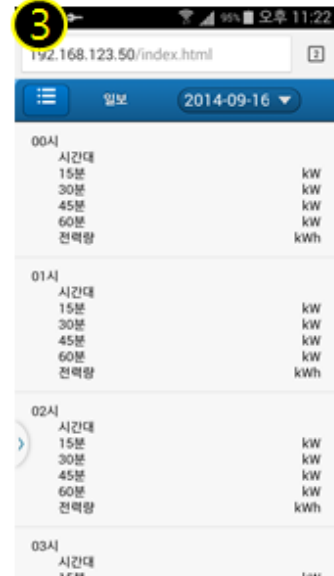 3
95% 오후 11:22
192.168.123.50/index.html 2
일보 2014-09-16
00시
시간대
15분 kW
30분 kW
45분 kW
60분 kW
전력량 kWh
01시
시간대
15분 kW
30분 kW
45분 kW
60분 kW
전력량 kWh
02시
시간대
15분 kW
30분 kW
45분 kW
60분 kW
전력량 kWh
03시
시간대
15분 kW